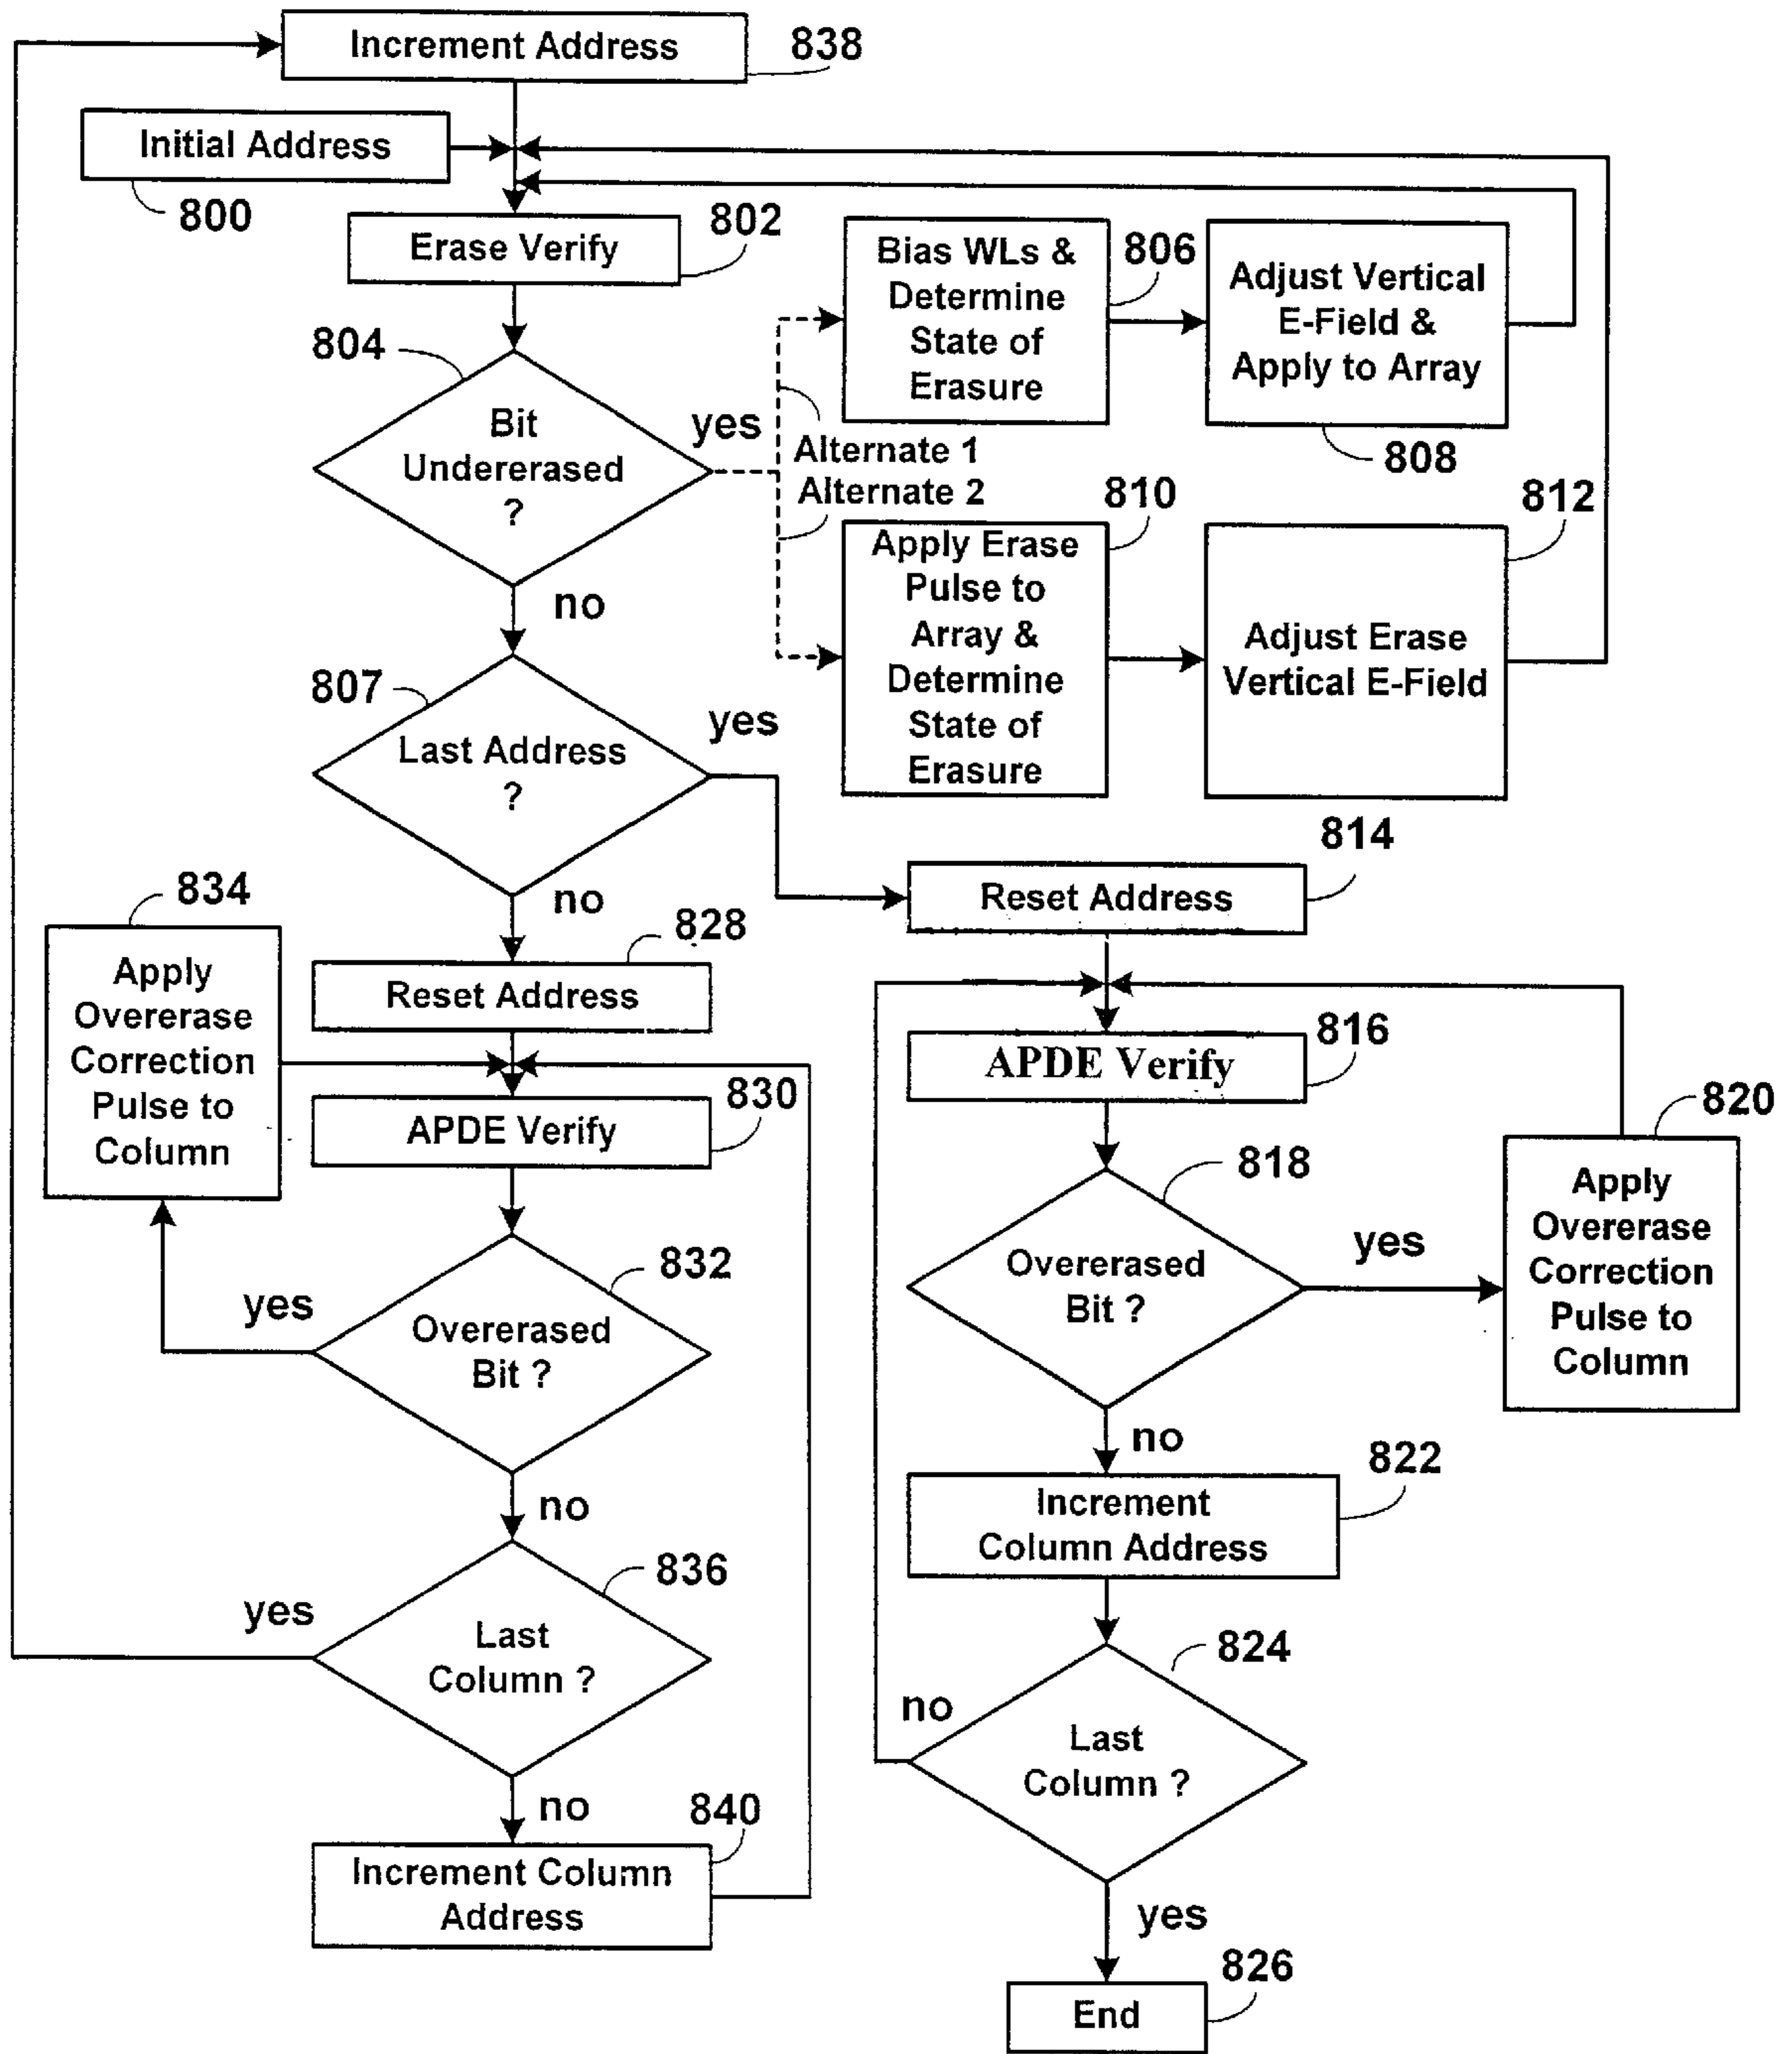 Increment Address
838
Initial Address
800
Erase Verify
802
804
Bit
Undererased
?
yes
Alternate 1
Alternate 2
Bias WLs &
Determine
State of
Erasure
806
Adjust Vertical
E-Field &
Apply to Array
808
Apply Erase
Pulse to
Array &
Determine
State of
Erasure
810
Adjust Erase
Vertical E-Field
812
no
807
Last Address
?
yes
no
Reset Address
814
834
Apply
Overerase
Correction
Pulse to
Column
Reset Address
828
APDE Verify
830
APDE Verify
816
820
Apply
Overerase
Correction
Pulse to
Column
818
Overerased
Bit ?
yes
no
832
Overerased
Bit ?
yes
no
Increment
Column Address
822
836
Last
Column ?
yes
no
824
Last
Column ?
no
yes
840
Increment Column
Address
End
826